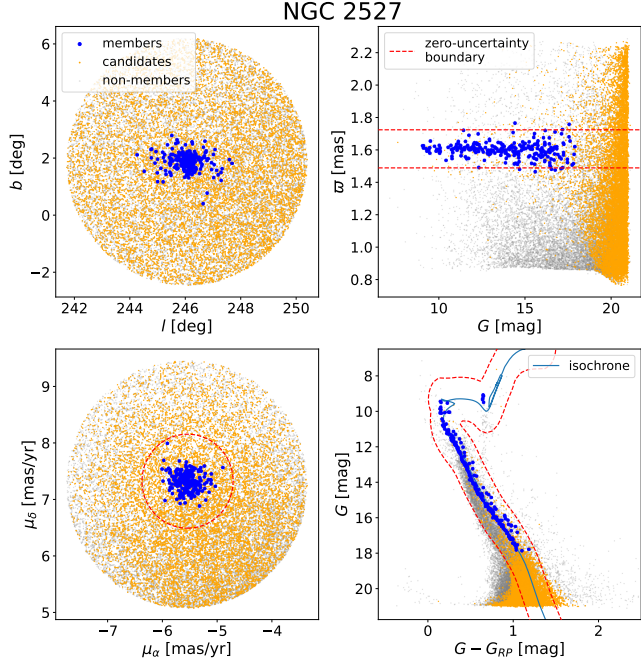 NGC 2527
members
candidates
non-members
6
4
2
0
−2
b [deg]
242
244
246
248
250
l [deg]
zero-uncertainty
boundary
2.2
2.0
1.8
1.6
1.4
1.2
1.0
0.8
ϖ [mas]
10
15
20
G [mag]
9
8
7
6
5
μδ [mas/yr]
−7
−6
−5
−4
μα [mas/yr]
isochrone
8
10
12
14
16
18
20
G [mag]
0
1
2
G − GRP [mag]